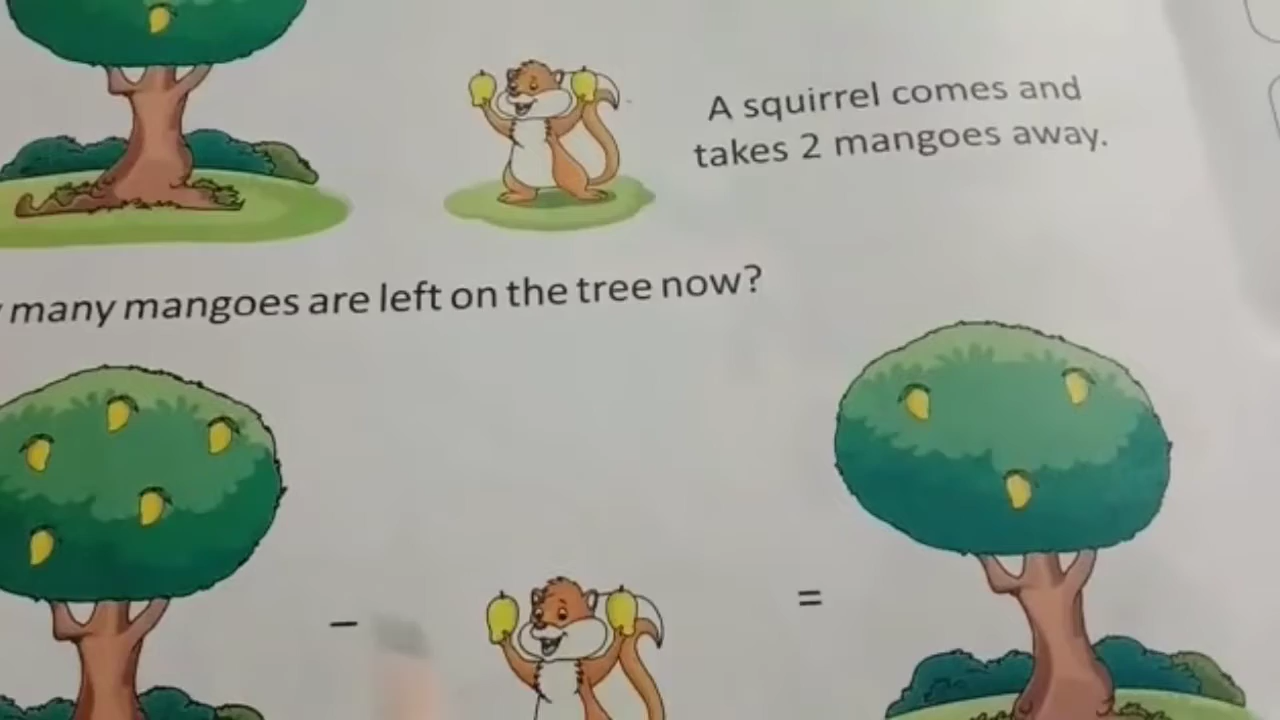 A squirrel comes and
takes 2 mangoes away.
many mangoes are left on the tree now?
– =